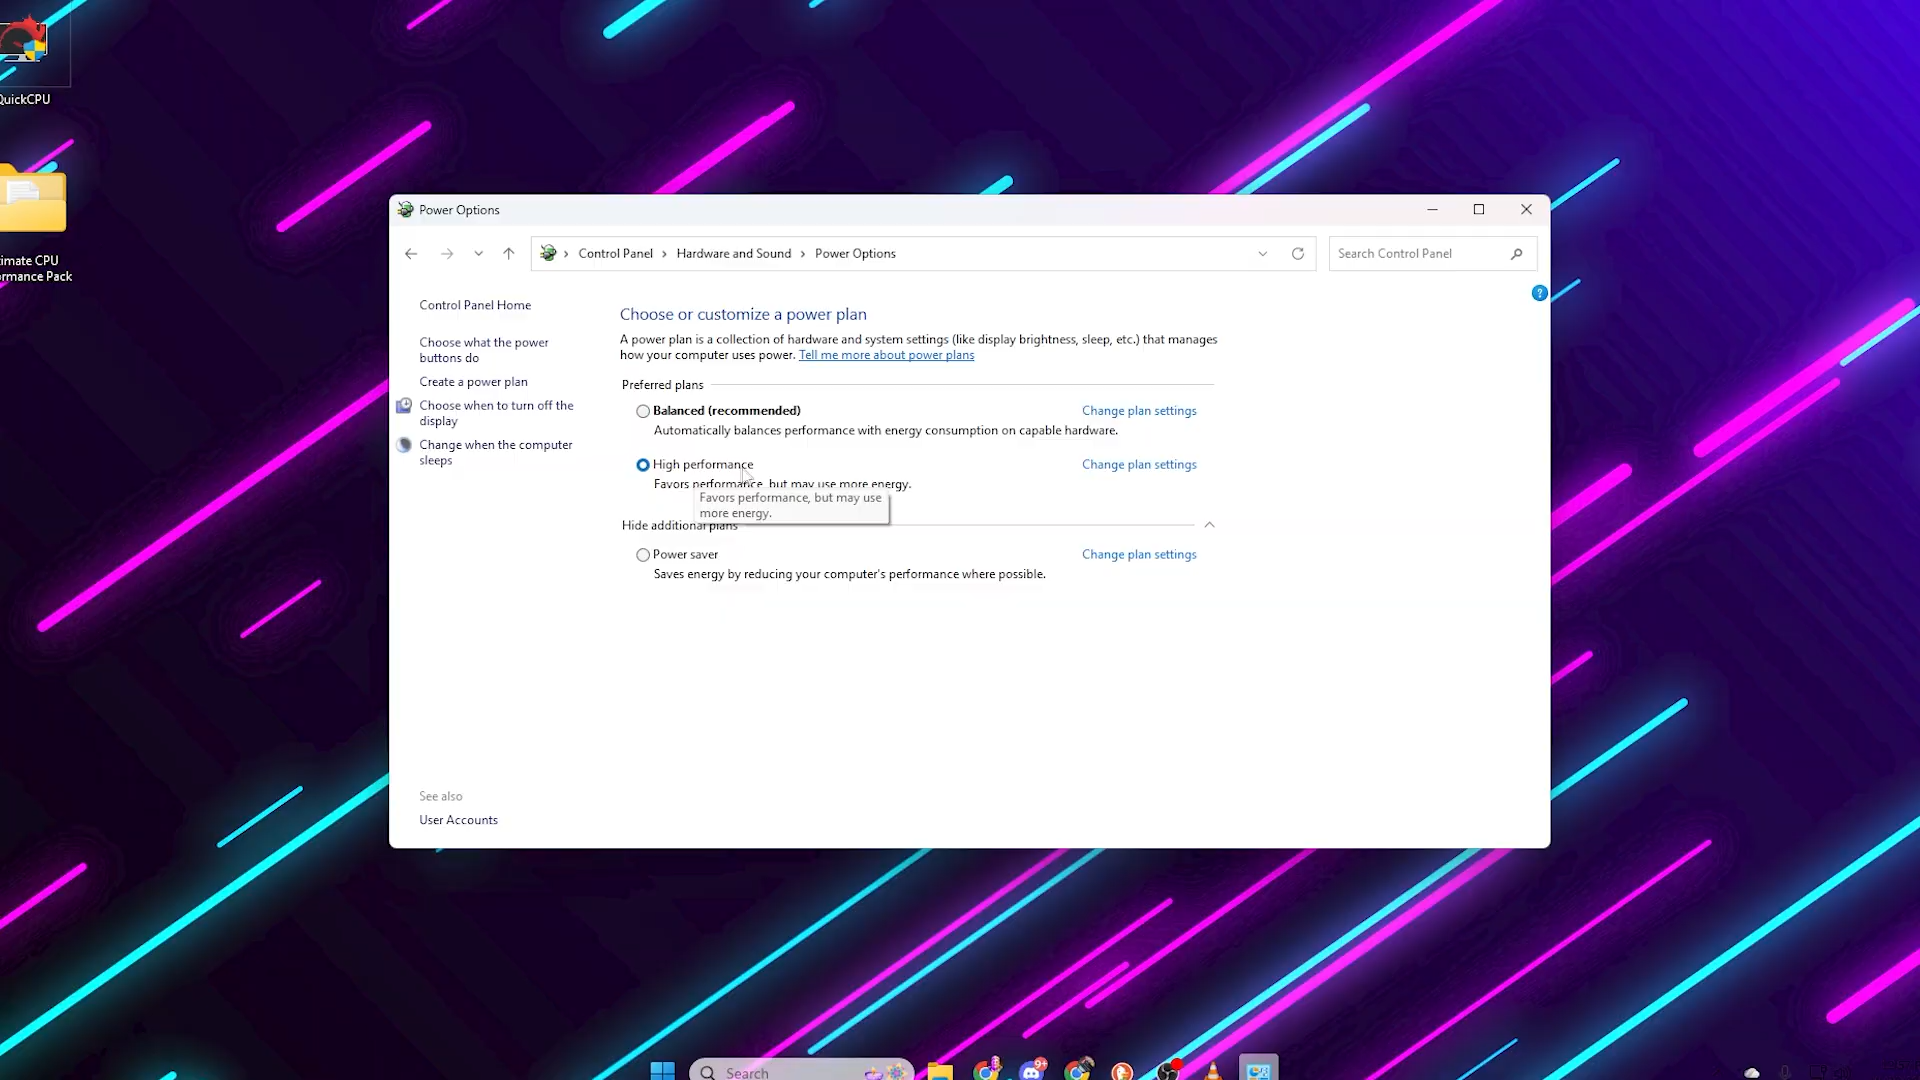 QuickCPU
imate CPU
ormance Pack
Power Options
Control Panel
Hardware and Sound
Power Options
Search Control Panel
Control Panel Home
Choose what the power
buttons do
Create a power plan
Choose when to turn off the
display
Change when the computer
sleeps
See also
User Accounts
Choose or customize a power plan
A power plan is a collection of hardware and system settings (like display brightness, sleep, etc.) that manages
how your computer uses power. Tell me more about power plans
Preferred plans
Balanced (recommended) Change plan settings
Automatically balances performance with energy consumption on capable hardware.
High performance Change plan settings
Favors performance, but may use more energy.
Favors performance, but may use
more energy.
Hide additional plans
Power saver Change plan settings
Saves energy by reducing your computer's performance where possible.
Search